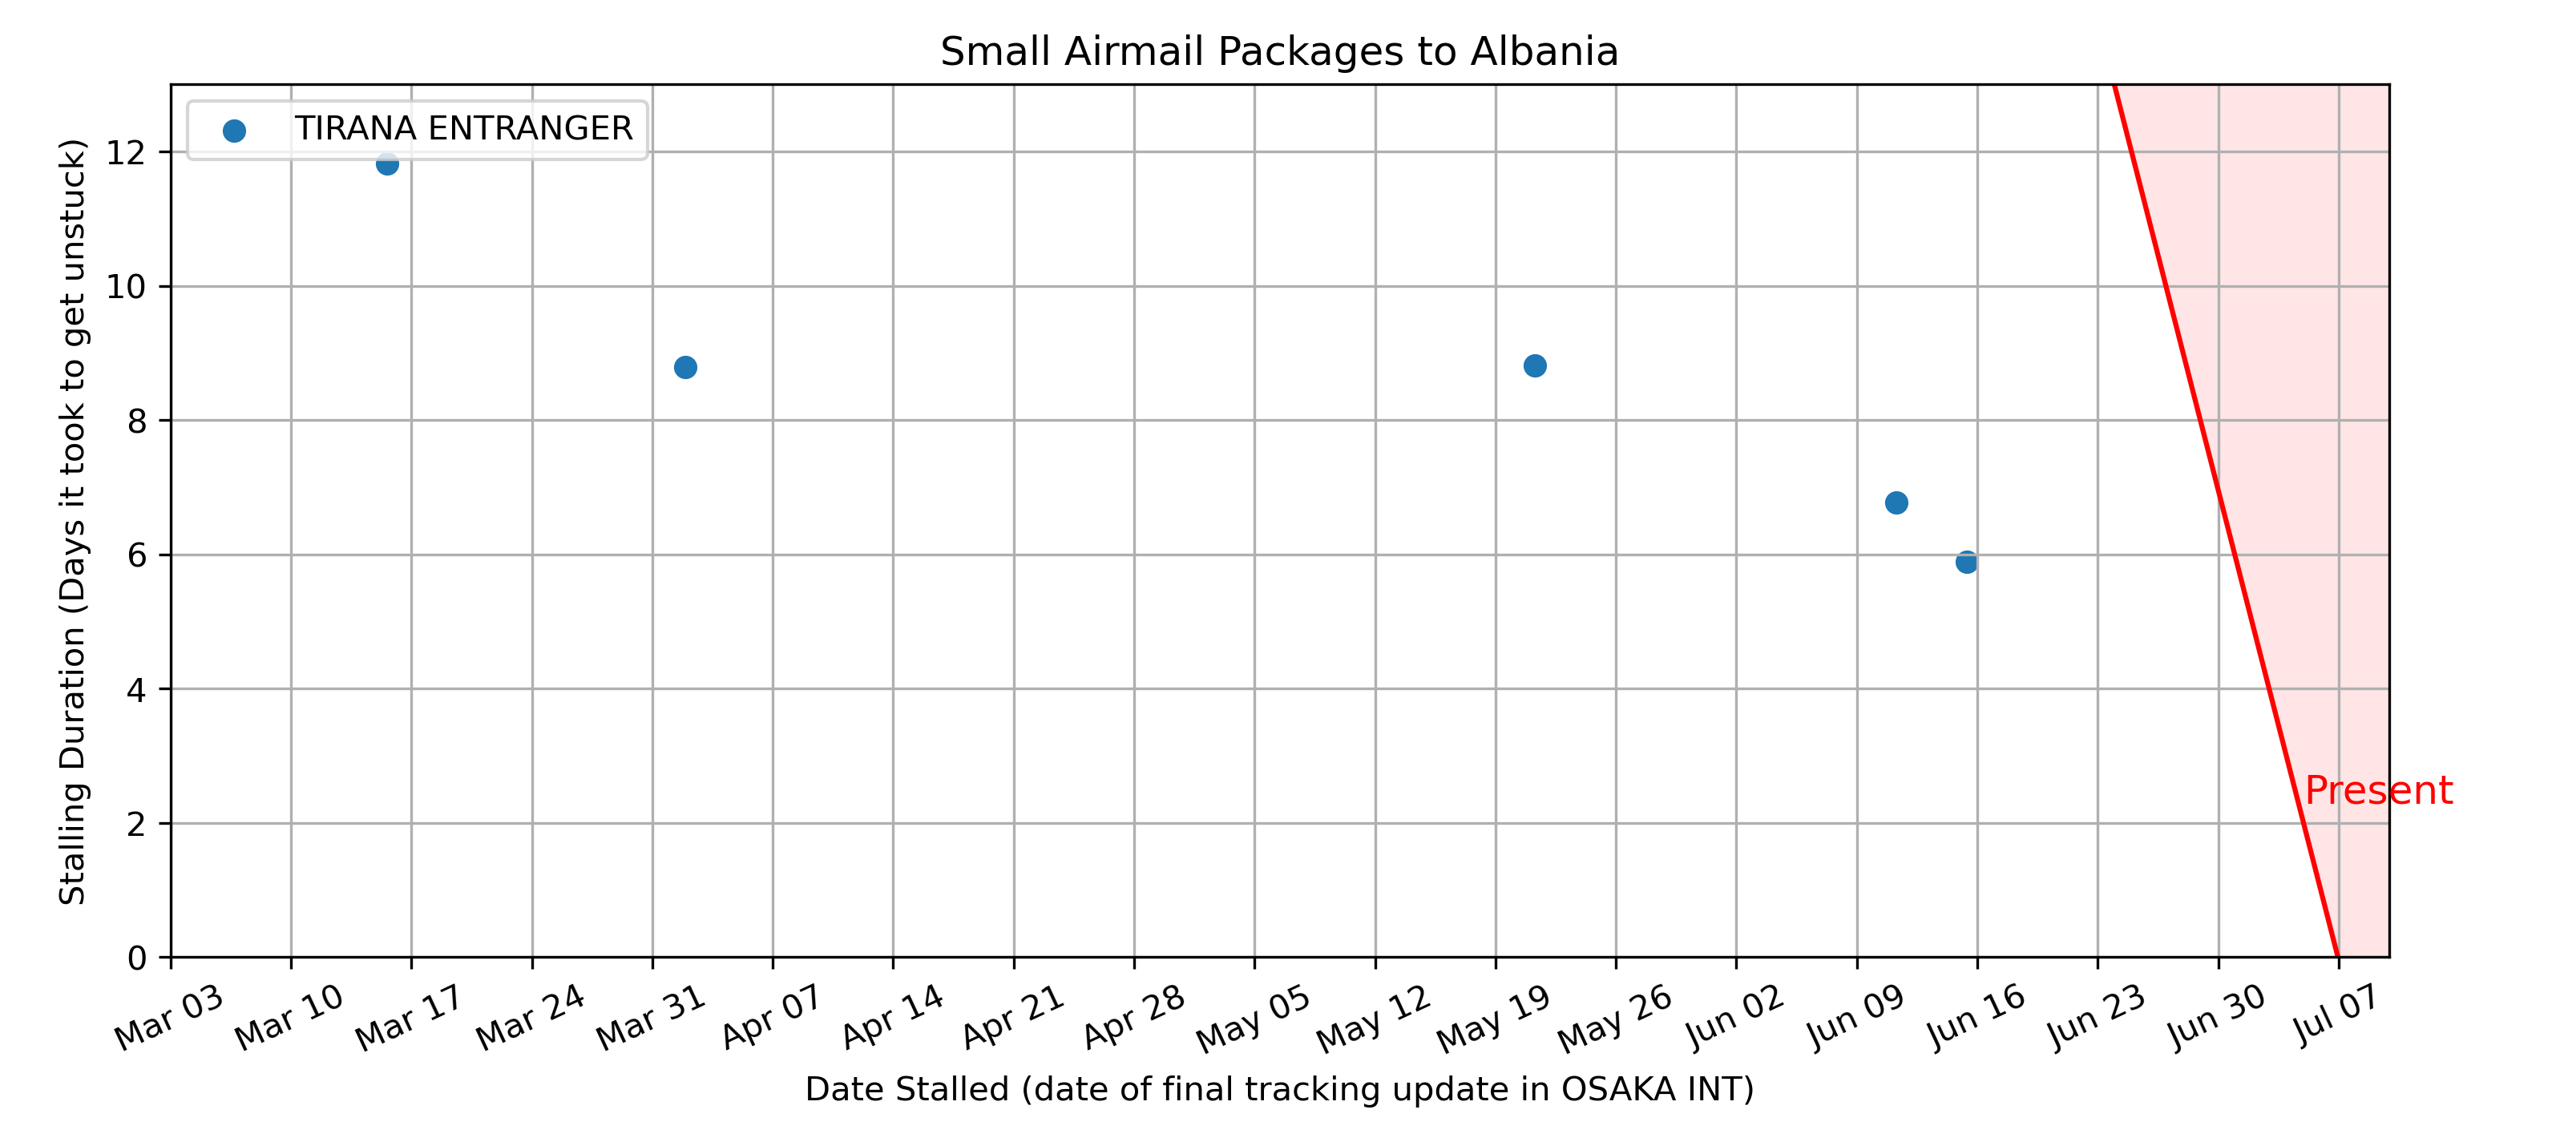 Small Airmail Packages to Albania
TIRANA ENTRANGER
Stalling Duration (Days it took to get unstuck)
12
10
8
6
4
2
0
Present
Mar 03
Mar 10
Mar 17
Mar 24
Mar 31
Apr 07
Apr 14
Apr 21
Apr 28
May 05
May 12
May 19
May 26
Jun 02
Jun 09
Jun 16
Jun 23
Jun 30
Jul 07
Date Stalled (date of final tracking update in OSAKA INT)